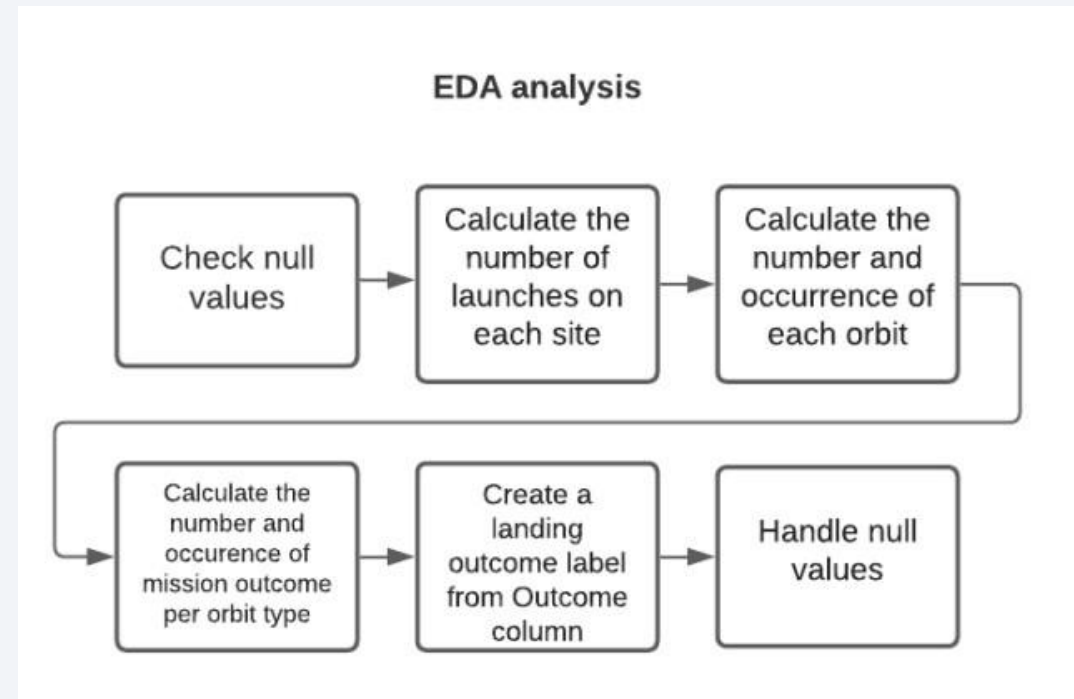 EDA analysis
Check null
values
Calculate the
number of
launches on
each site
Calculate the
number and
occurrence of
each orbit
Calculate the
number and
occurence of
mission outcome
per orbit type
Create a
landing
outcome label
from Outcome
column
Handle null
values